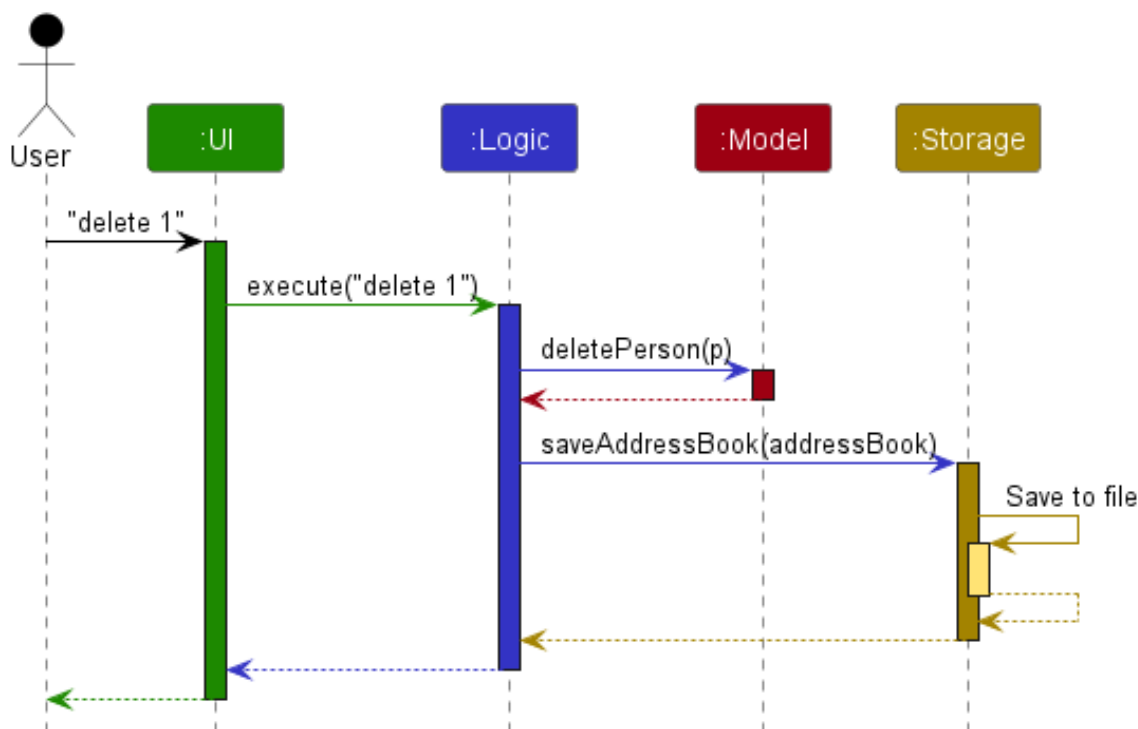 :UI
:Logic
:Model
:Storage
User
"delete 1"
execute("delete 1")
deletePerson(p)
saveAddressBook(addressBook)
Save to file